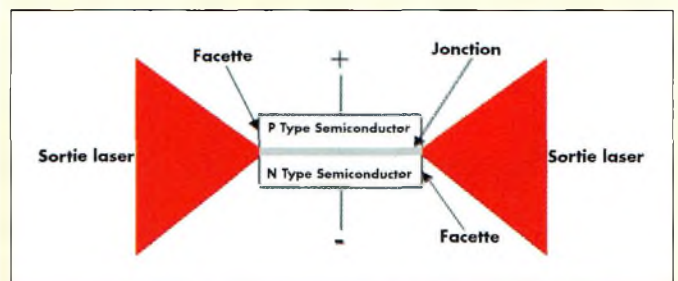 Facette
+
Jonction
P Type Semiconductor
Sortie laser
Sortie laser
N Type Semiconductor
-
Facette